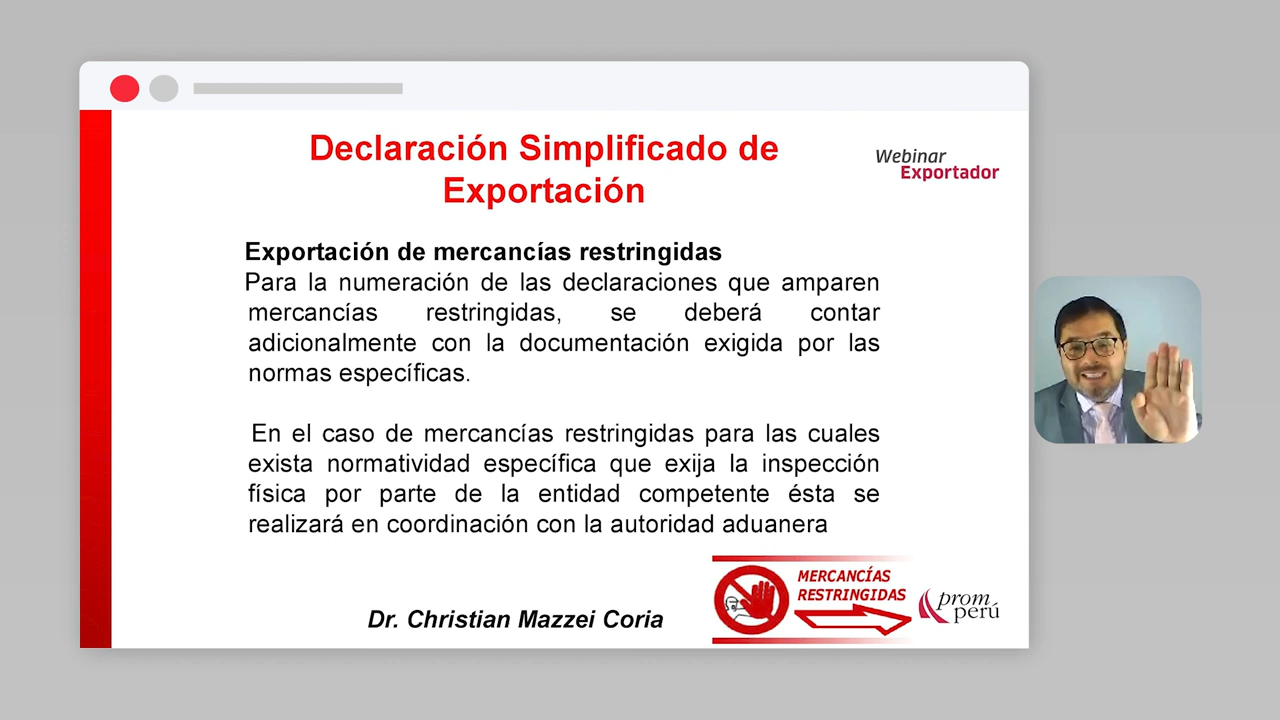 Declaración Simplificado de
Exportación
Webinar
Exportador
Exportación de mercancías restringidas
Para la numeración de las declaraciones que amparen
mercancías restringidas, se deberá contar
adicionalmente con la documentación exigida por las
normas específicas.
En el caso de mercancías restringidas para las cuales
exista normatividad específica que exija la inspección
física por parte de la entidad competente ésta se
realizará en coordinación con la autoridad aduanera
MERCANCÍAS
RESTRINGIDAS
Dr. Christian Mazzei Coria
prom
perú